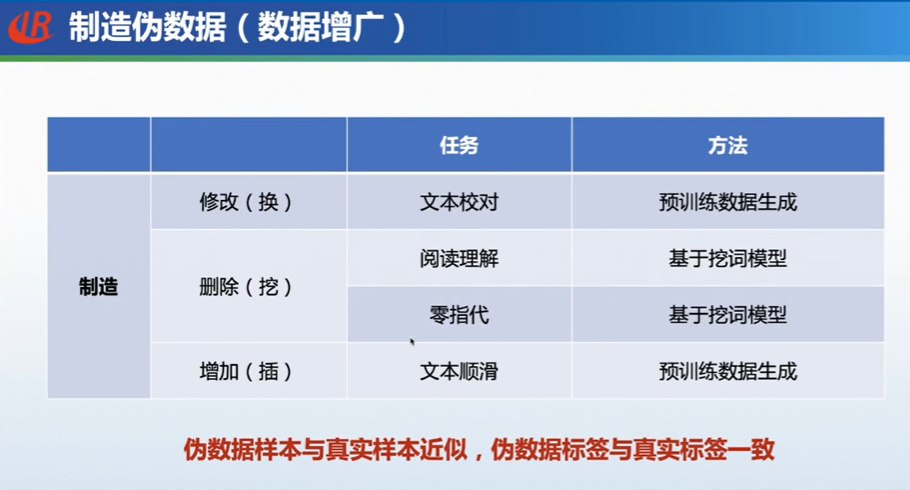 制造伪数据（数据增广）
任务 方法
修改（换） 文本校对 预训练数据生成
阅读理解 基于挖词模型
制造 删除（挖）
零指代 基于挖词模型
增加（插） 文本顺滑 预训练数据生成
伪数据样本与真实样本近似，伪数据标签与真实标签一致